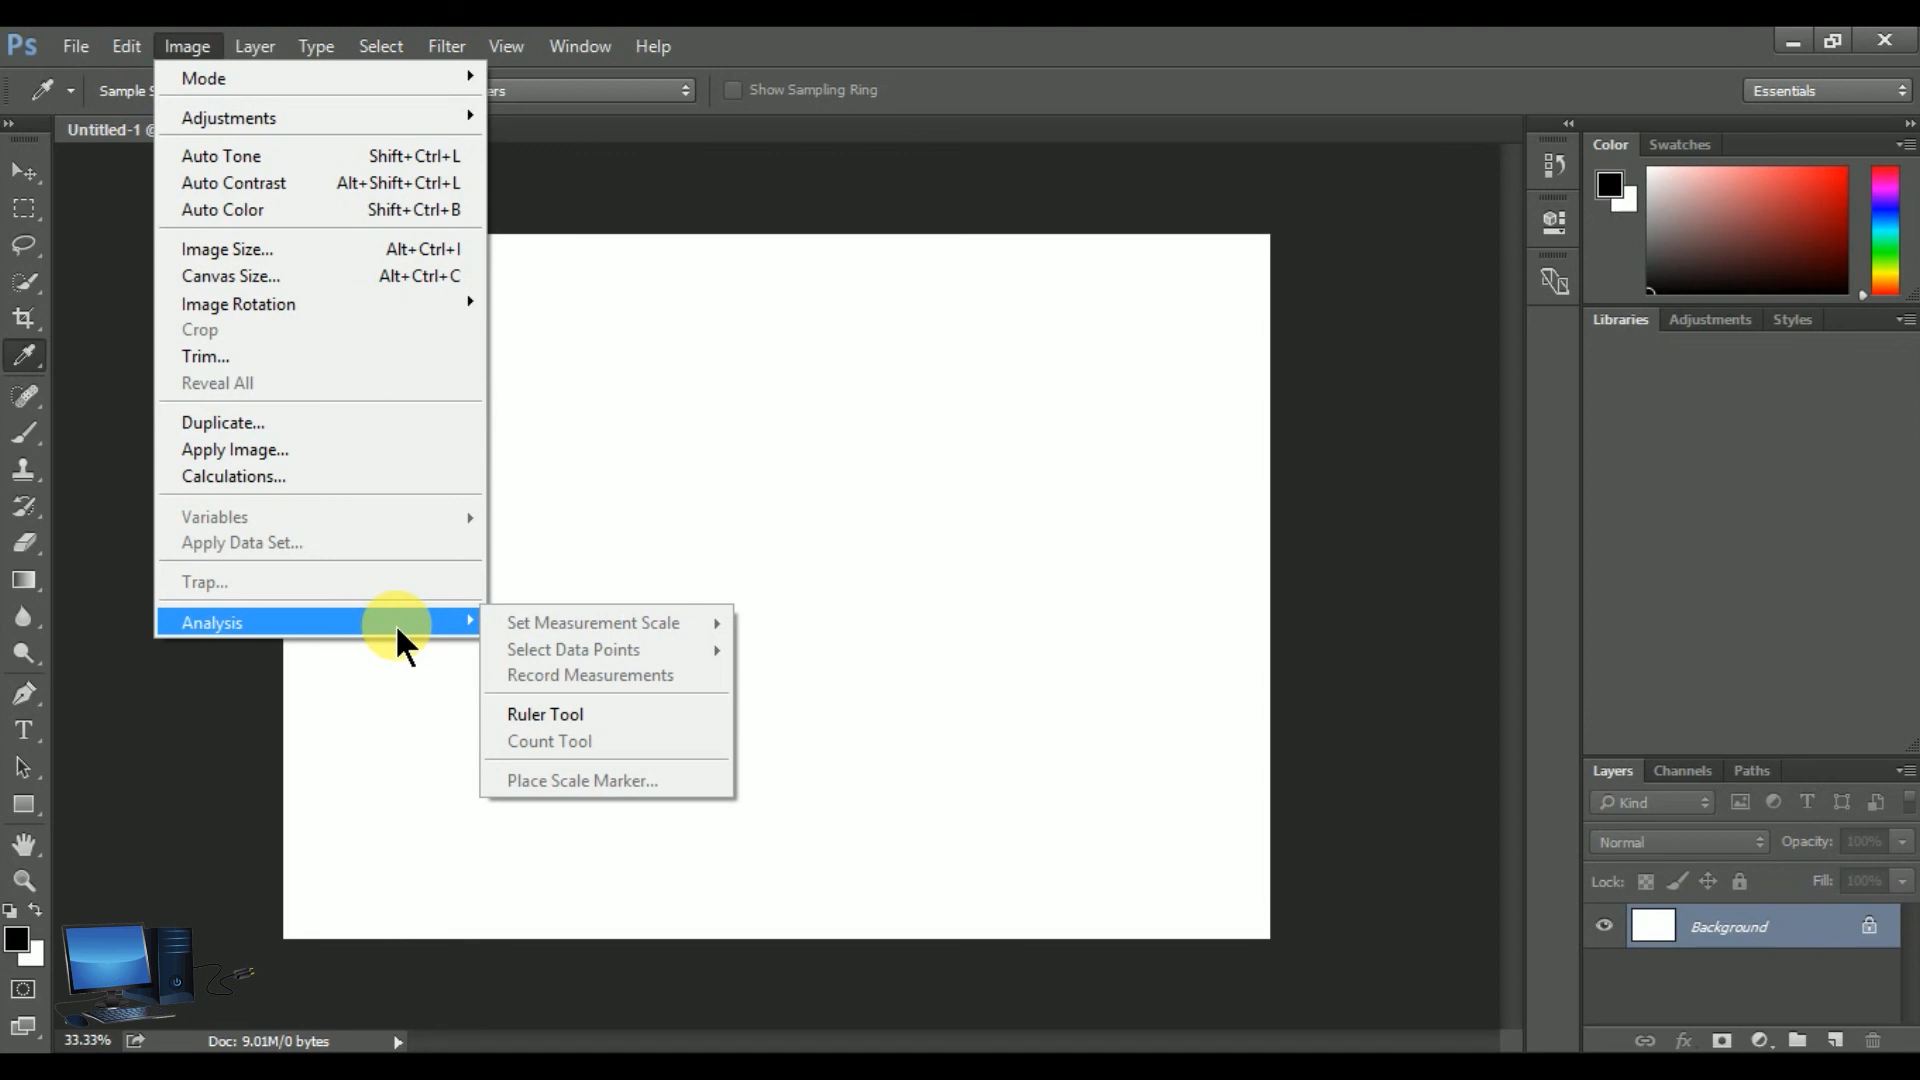 Ps File Edit Image Layer Type Select Filter View Window Help
Sample S ers Show Sampling Ring Essentials
Untitled-1 @
Mode
Adjustments
Auto Tone Shift+Ctrl+L
Auto Contrast Alt+Shift+Ctrl+L
Auto Color Shift+Ctrl+B
Image Size... Alt+Ctrl+I
Canvas Size... Alt+Ctrl+C
Image Rotation
Crop
Trim...
Reveal All
Duplicate...
Apply Image...
Calculations...
Variables
Apply Data Set...
Trap...
Analysis
Set Measurement Scale
Select Data Points
Record Measurements
Ruler Tool
Count Tool
Place Scale Marker...
Color Swatches
Libraries Adjustments Styles
Layers Channels Paths
Kind
Normal Opacity: 100%
Lock: Fill: 100%
Background
33.33% Doc: 9.01M/0 bytes